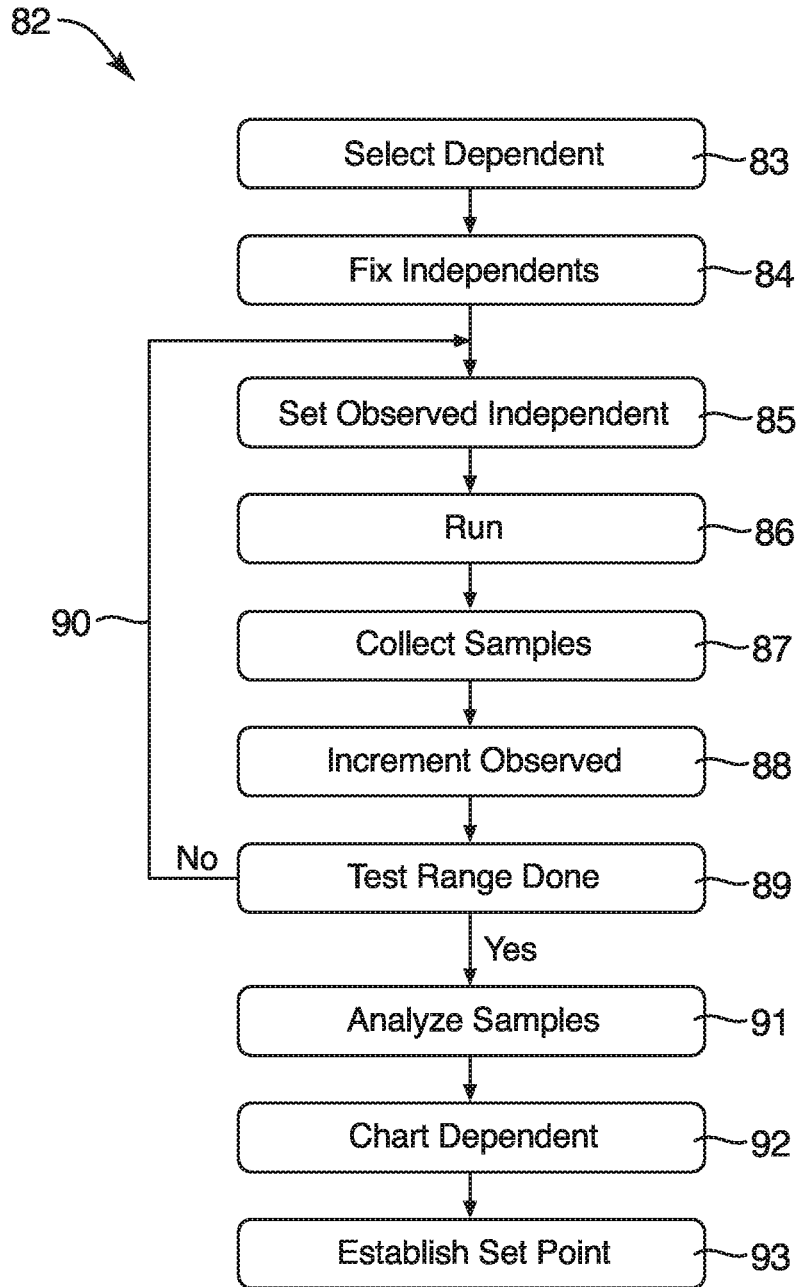 82
Select Dependent 83
Fix Independents 84
Set Observed Independent 85
Run 86
90
Collect Samples 87
Increment Observed 88
No
Test Range Done 89
Yes
Analyze Samples 91
Chart Dependent 92
Establish Set Point 93